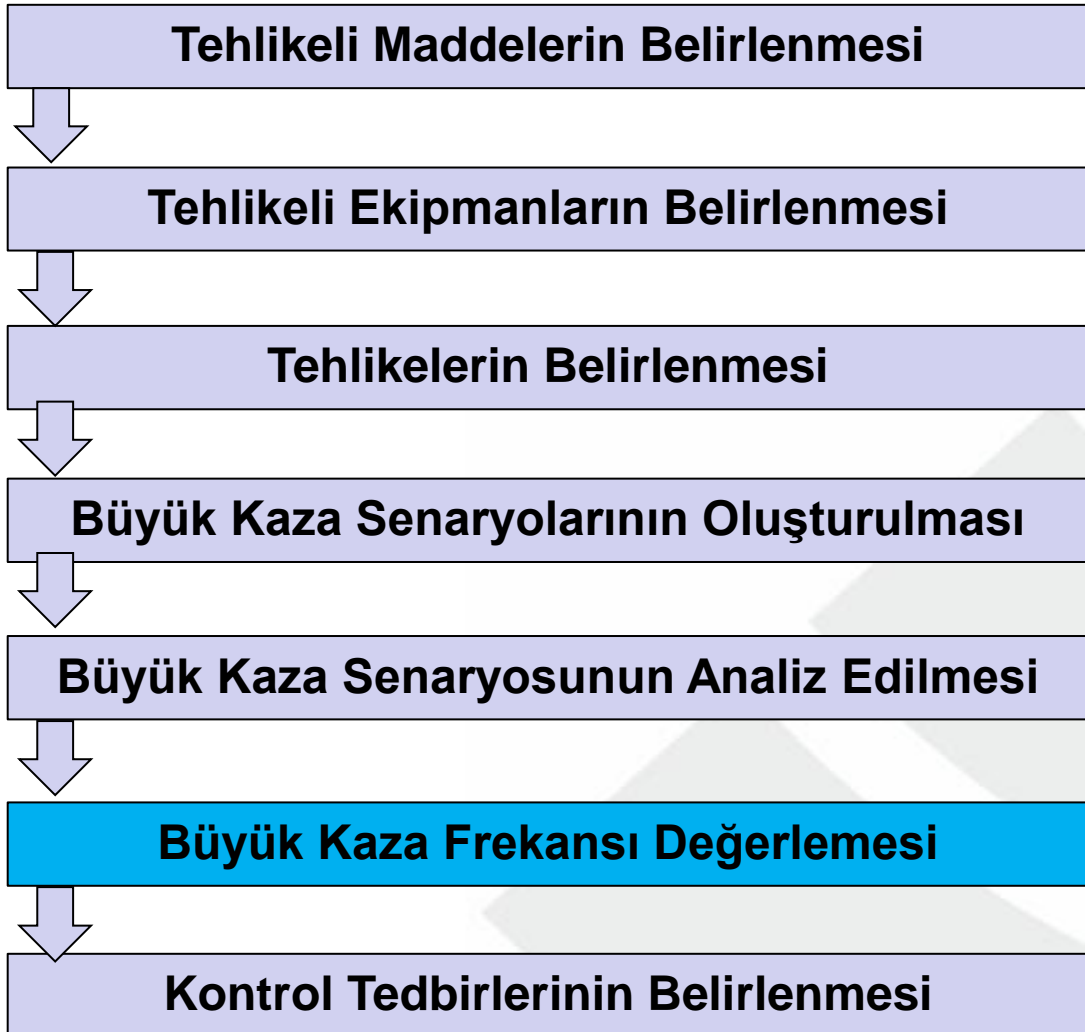 Tehlikeli Maddelerin Belirlenmesi
Tehlikeli Ekipmanların Belirlenmesi
Tehlikelerin Belirlenmesi
Büyük Kaza Senaryolarının Oluşturulması
Büyük Kaza Senaryosunun Analiz Edilmesi
Büyük Kaza Frekansı Değerlemesi
Kontrol Tedbirlerinin Belirlenmesi